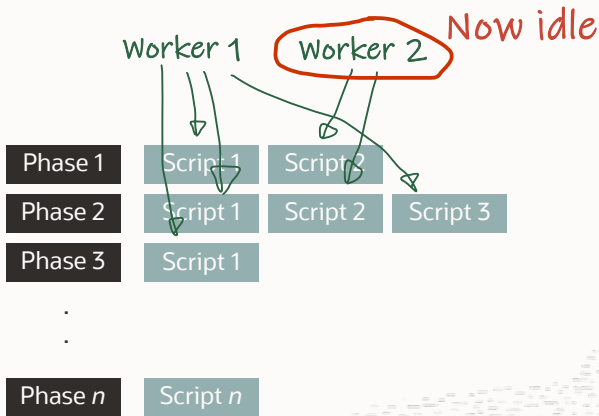 Now idle
Worker 1 Worker 2
Phase 1 Script 1 Script 2
Phase 2 Script 1 Script 2 Script 3
Phase 3 Script 1
.
.
Phase n Script n